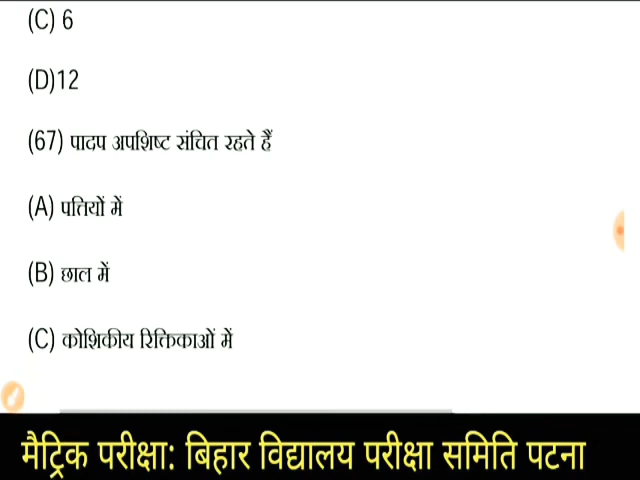 (C) 6
(D)12
(67) पादप अपशिष्ट संचित रहते हैं
(A) पत्तियों में
(B) छाल में
(C) कोशिकीय रिक्तिकाओं में
मैट्रिक परीक्षा: बिहार विद्यालय परीक्षा समिति पटना